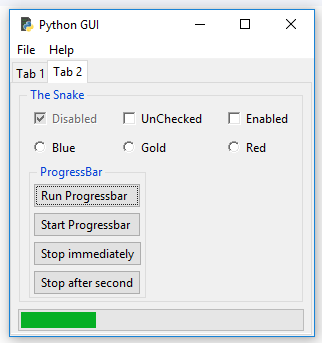 Python GUI
File Help
Tab 1 Tab 2
The Snake
Disabled UnChecked Enabled
Blue Gold Red
ProgressBar
Run Progressbar
Start Progressbar
Stop immediately
Stop after second